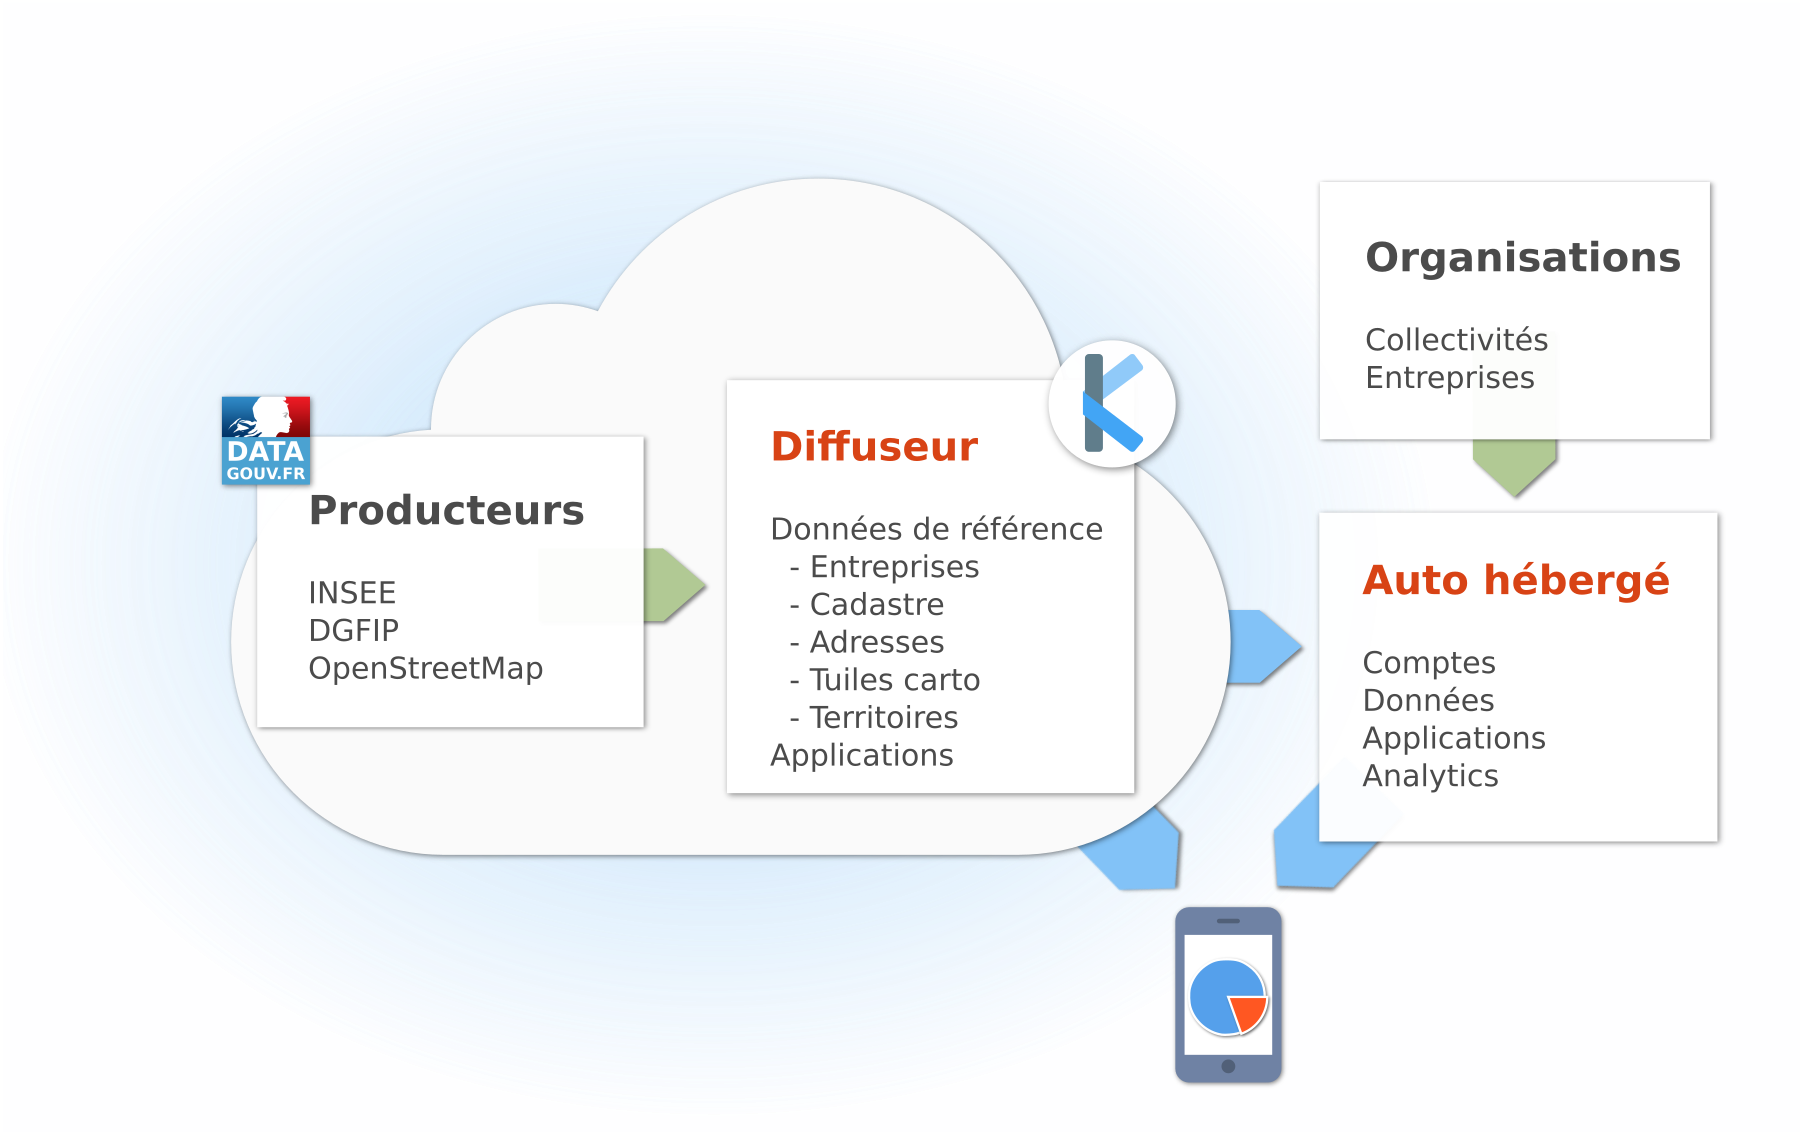 DATA
GOUV.FR
Producteurs
INSEE
DGFIP
OpenStreetMap
Diffuseur
Données de référence
- Entreprises
- Cadastre
- Adresses
- Tuiles carto
- Territoires
Applications
Organisations
Collectivités
Entreprises
Auto hébergé
Comptes
Données
Applications
Analytics